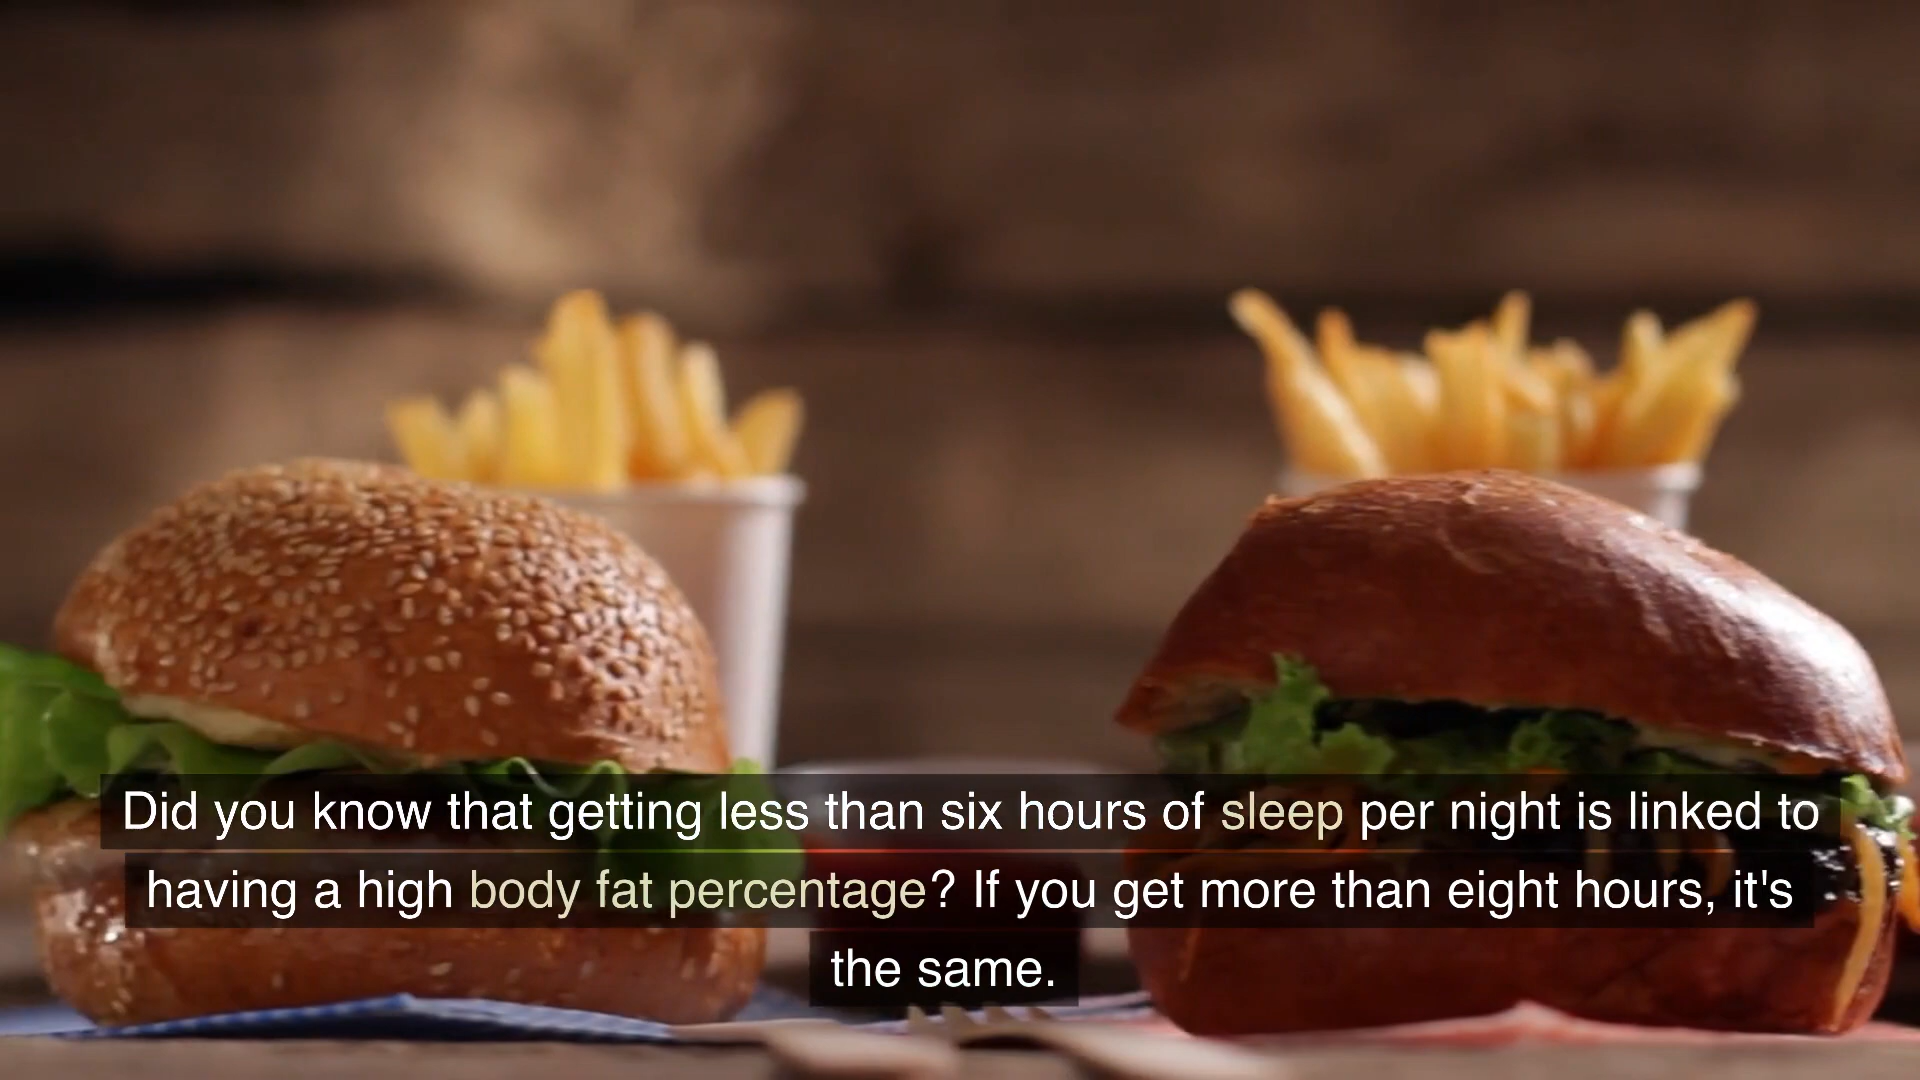 Did you know that getting less than six hours of sleep per night is linked to
having a high body fat percentage? If you get more than eight hours, it's
the same.